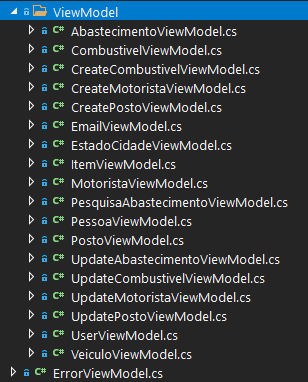 ViewModel
C# AbastecimentoViewModel.cs
C# CombustivelViewModel.cs
C# CreateCombustivelViewModel.cs
C# CreateMotoristaViewModel.cs
C# CreatePostoViewModel.cs
C# EmailViewModel.cs
C# EstadoCidadeViewModel.cs
C# ItemViewModel.cs
C# MotoristaViewModel.cs
C# PesquisaAbastecimentoViewModel.cs
C# PessoaViewModel.cs
C# PostoViewModel.cs
C# UpdateAbastecimentoViewModel.cs
C# UpdateCombustivelViewModel.cs
C# UpdateMotoristaViewModel.cs
C# UpdatePostoViewModel.cs
C# UserViewModel.cs
C# VeiculoViewModel.cs
C# ErrorViewModel.cs